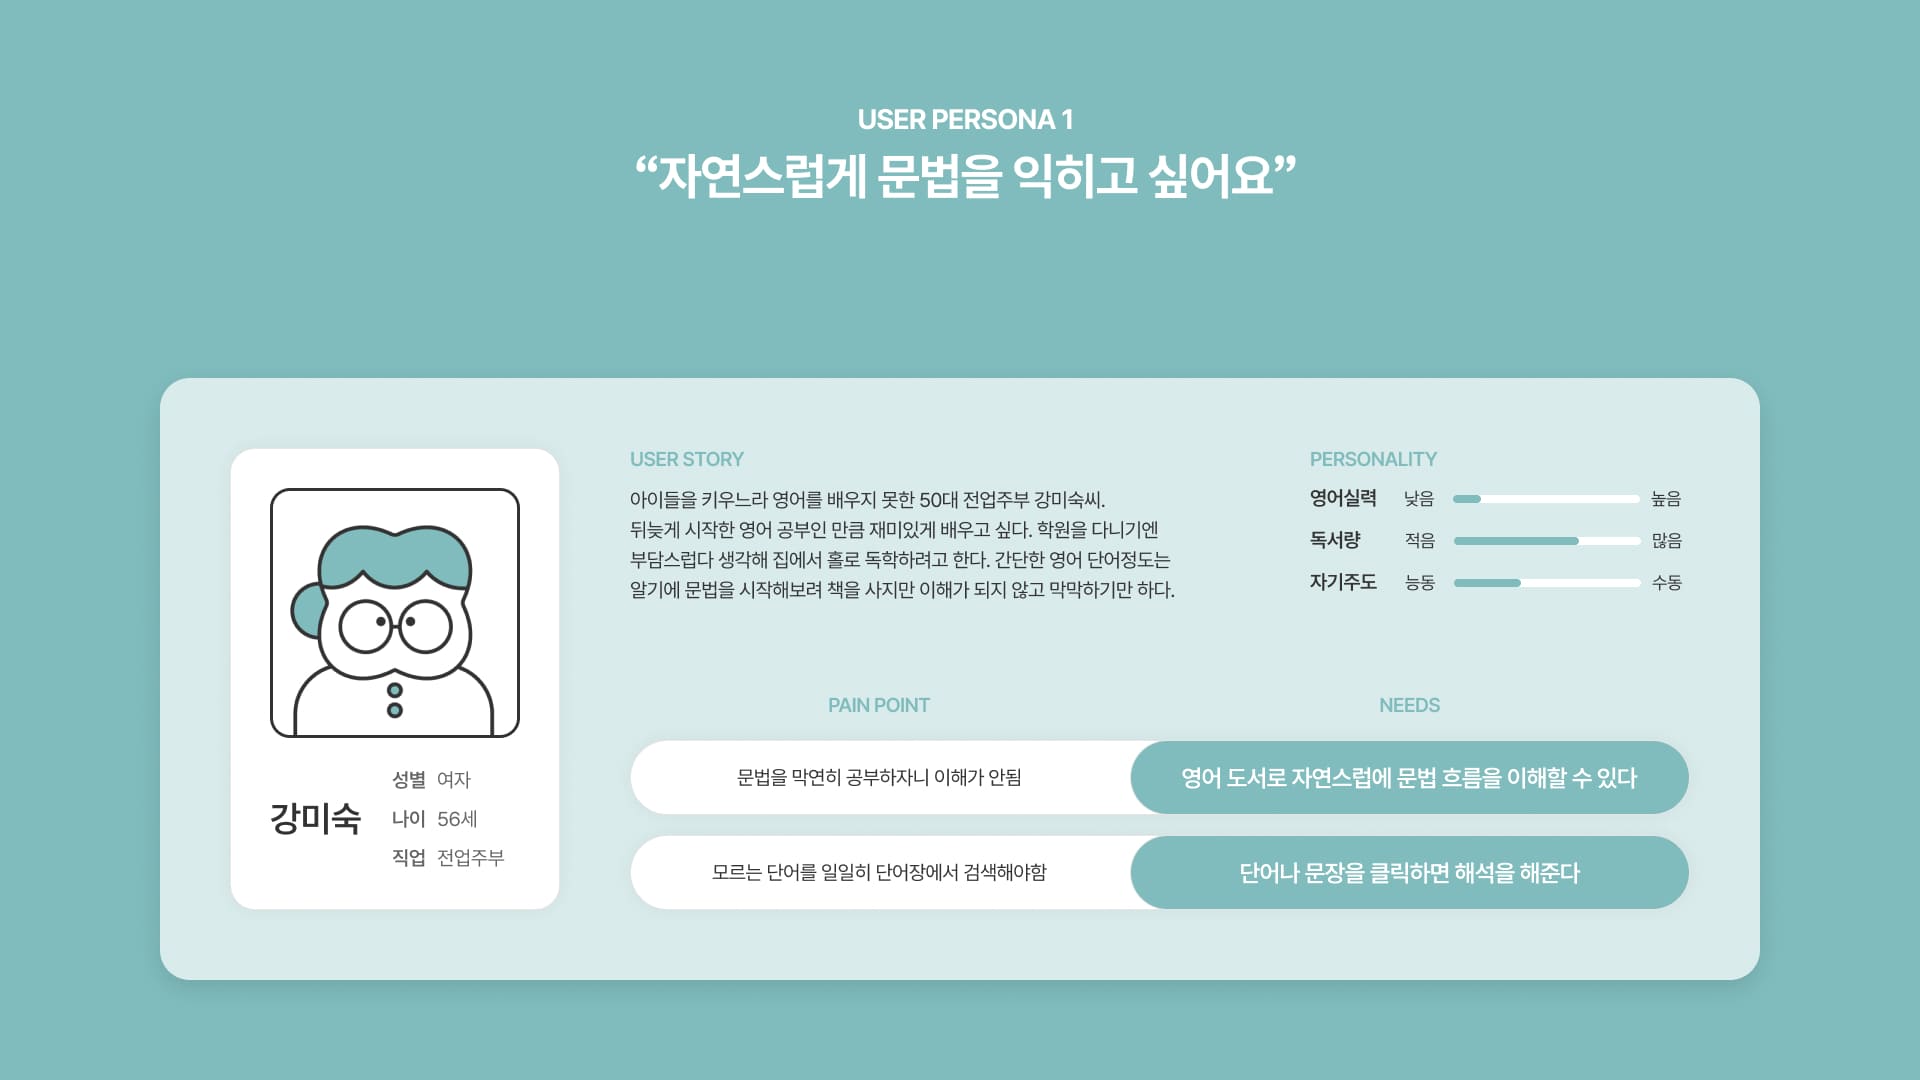 USER PERSONA 1
“자연스럽게 문법을 익히고 싶어요”
강미숙
성별 여자
나이 56세
직업 전업주부
USER STORY
아이들을 키우느라 영어를 배우지 못한 50대 전업주부 강미숙씨.
뒤늦게 시작한 영어 공부인 만큼 재미있게 배우고 싶다. 학원을 다니기엔
부담스럽다 생각해 집에서 홀로 독학하려고 한다. 간단한 영어 단어정도는
알기에 문법을 시작해보려 책을 사지만 이해가 되지 않고 막막하기만 하다.
PERSONALITY
영어실력 낮음 높음
독서량 적음 많음
자기주도 능동 수동
PAIN POINT
NEEDS
문법을 막연히 공부하자니 이해가 안됨
영어 도서로 자연스럽에 문법 흐름을 이해할 수 있다
모르는 단어를 일일히 단어장에서 검색해야함
단어나 문장을 클릭하면 해석을 해준다